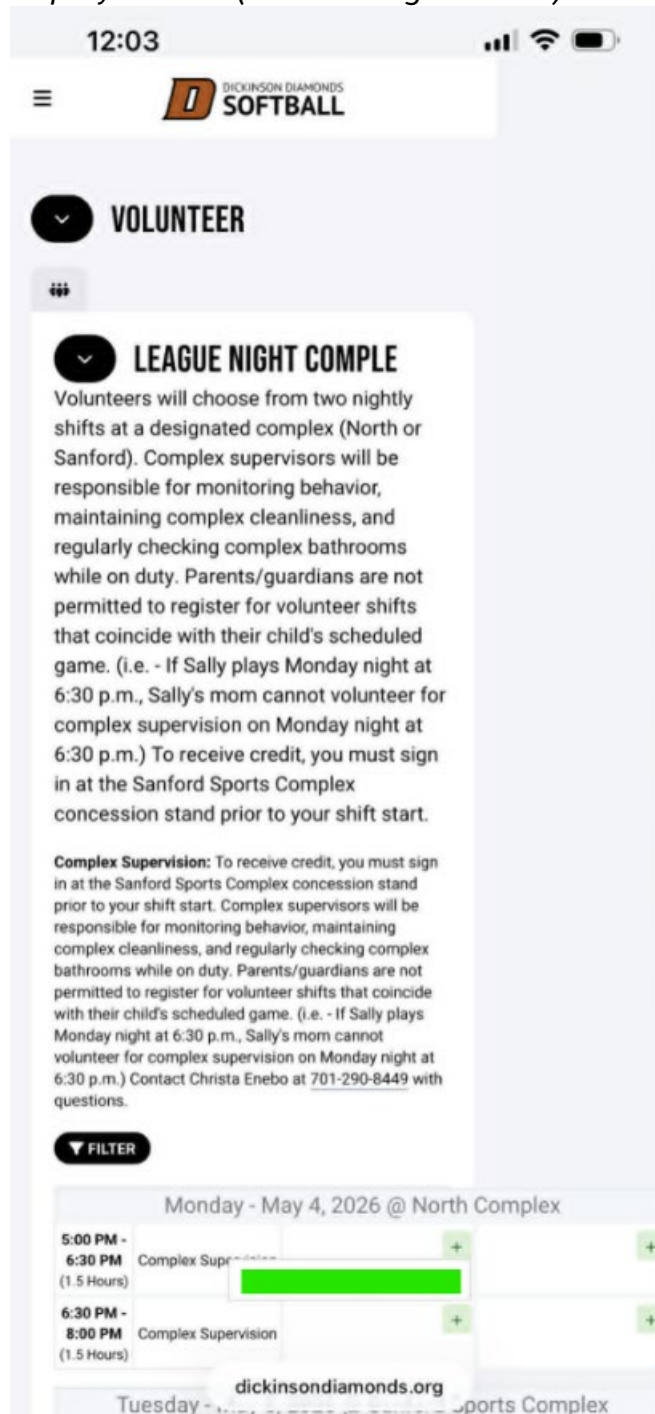 12:03
DICKINSON DIAMONDS
SOFTBALL
VOLUNTEER
LEAGUE NIGHT COMPLE
Volunteers will choose from two nightly
shifts at a designated complex (North or
Sanford). Complex supervisors will be
responsible for monitoring behavior,
maintaining complex cleanliness, and
regularly checking complex bathrooms
while on duty. Parents/guardians are not
permitted to register for volunteer shifts
that coincide with their child's scheduled
game. (i.e. - If Sally plays Monday night at
6:30 p.m., Sally's mom cannot volunteer for
complex supervision on Monday night at
6:30 p.m.) To receive credit, you must sign
in at the Sanford Sports Complex
concession stand prior to your shift start.
Complex Supervision: To receive credit, you must sign
in at the Sanford Sports Complex concession stand
prior to your shift start. Complex supervisors will be
responsible for monitoring behavior, maintaining
complex cleanliness, and regularly checking complex
bathrooms while on duty. Parents/guardians are not
permitted to register for volunteer shifts that coincide
with their child's scheduled game. (i.e. - If Sally plays
Monday night at 6:30 p.m., Sally's mom cannot
volunteer for complex supervision on Monday night at
6:30 p.m.) Contact Christa Enebo at 701-290-8449 with
questions.
FILTER
Monday - May 4, 2026 @ North Complex
5:00 PM -
6:30 PM Complex
(1.5 Hours)
6:30 PM -
8:00 PM Complex Supervision
(1.5 Hours)
dickinsondiamonds.org
Tuesday - Sports Complex